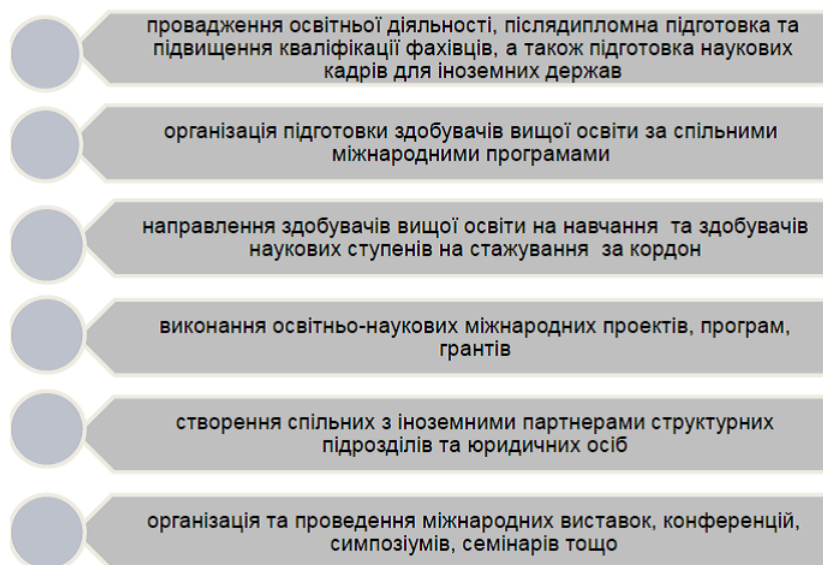 провадження освітньої діяльності, післядипломна підготовка та
підвищення кваліфікації фахівців, а також підготовка наукових
кадрів для іноземних держав
організація підготовки здобувачів вищої освіти за спільними
міжнародними програмами
направлення здобувачів вищої освіти на навчання та здобувачів
наукових ступенів на стажування за кордон
виконання освітньо-наукових міжнародних проектів, програм,
грантів
створення спільних з іноземними партнерами структурних
підрозділів та юридичних осіб
організація та проведення міжнародних виставок, конференцій,
симпозіумів, семінарів тощо